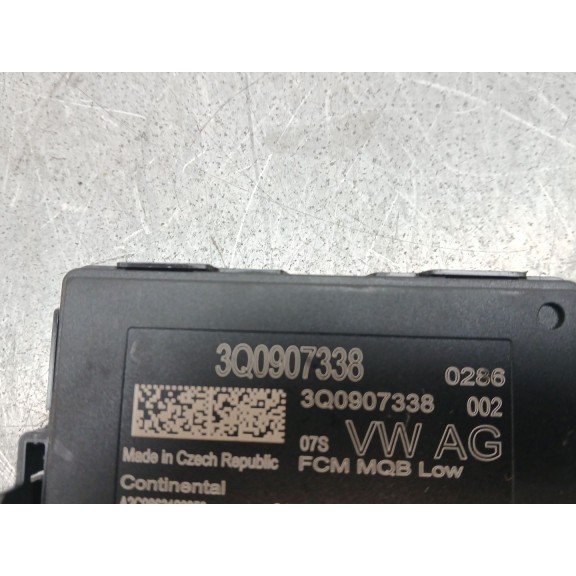 3Q0907338
0286
3Q0907338 002
07S VW AG
Made in Czech Republic FCM MQB Low
Continental